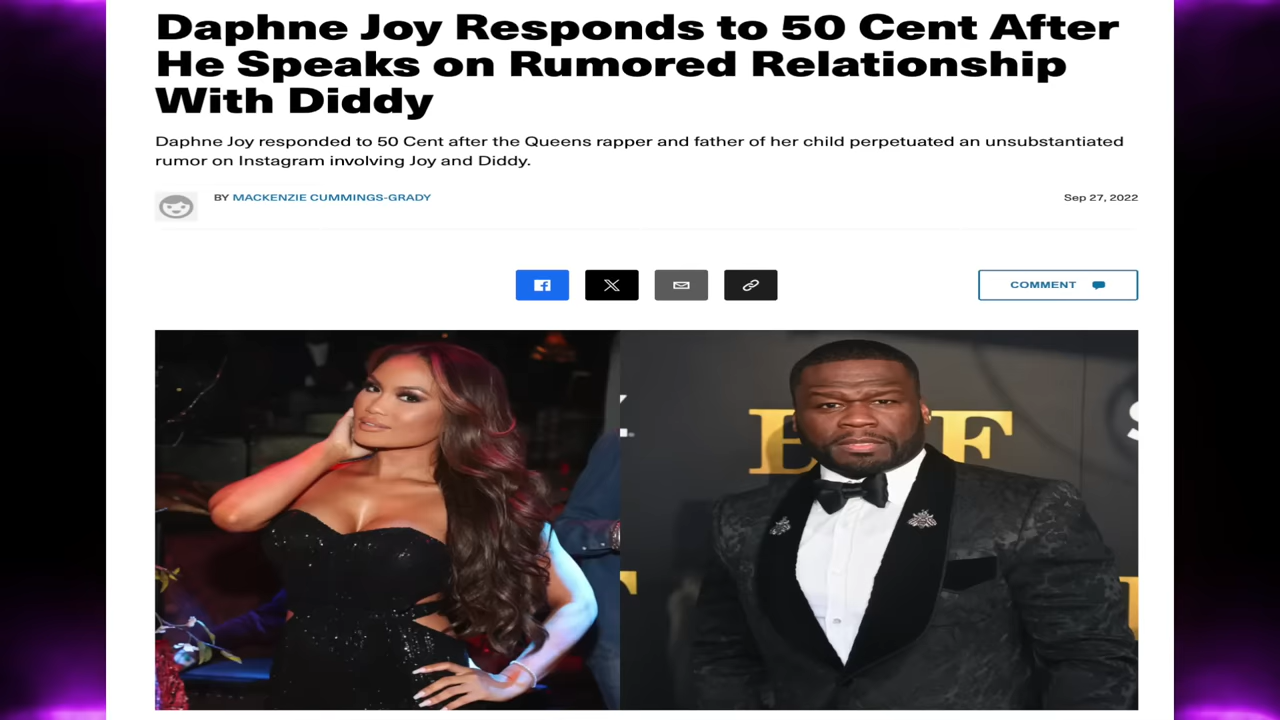 Daphne Joy Responds to 50 Cent After
He Speaks on Rumored Relationship
With Diddy
Daphne Joy responded to 50 Cent after the Queens rapper and father of her child perpetuated an unsubstantiated
rumor on Instagram involving Joy and Diddy.
BY MACKENZIE CUMMINGS-GRADY
Sep 27, 2022
COMMENT